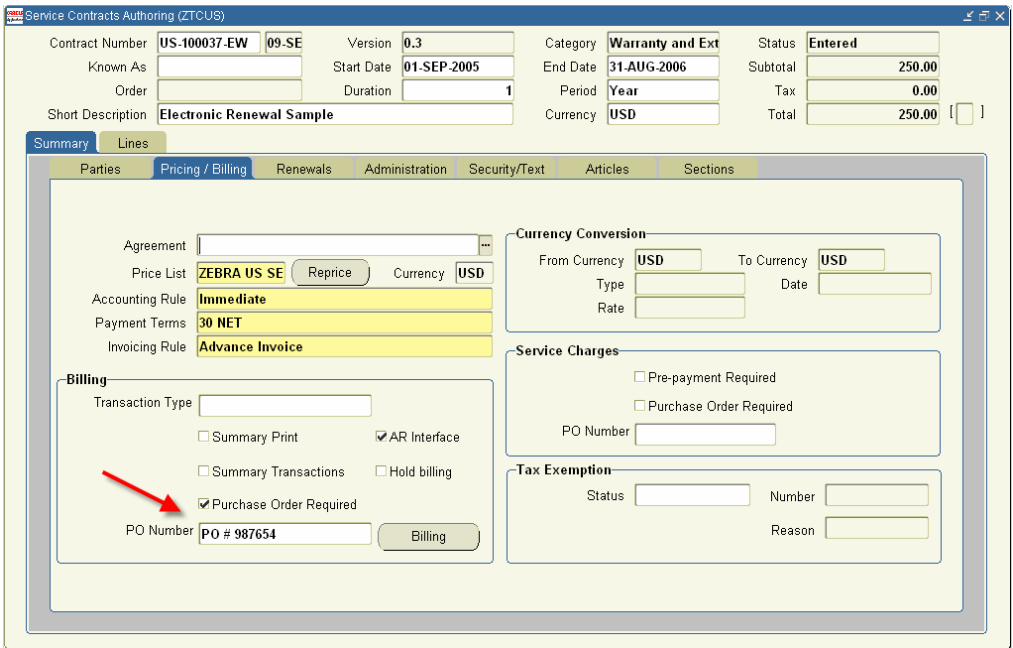 Service Contracts Authoring (ZTCUS)
Contract Number US-100037-EW 09-SE Version 0.3 Category Warranty and Ext Status Entered
Known As Start Date 01-SEP-2005 End Date 31-AUG-2006 Subtotal 250.00
Order Duration 1 Period Year Tax 0.00
Short Description Electronic Renewal Sample Currency USD Total 250.00 [ ]
Summary Lines
Parties Pricing / Billing Renewals Administration Security/Text Articles Sections
Agreement ...
Price List ZEBRA US SE Reprice Currency USD
Accounting Rule Immediate
Payment Terms 30 NET
Invoicing Rule Advance Invoice
Billing
Transaction Type
Summary Print AR Interface
Summary Transactions Hold billing
Purchase Order Required
PO Number PO # 987654 Billing
Currency Conversion
From Currency USD To Currency USD
Type Date
Rate
Service Charges
Pre-payment Required
Purchase Order Required
PO Number
Tax Exemption
Status Number
Reason